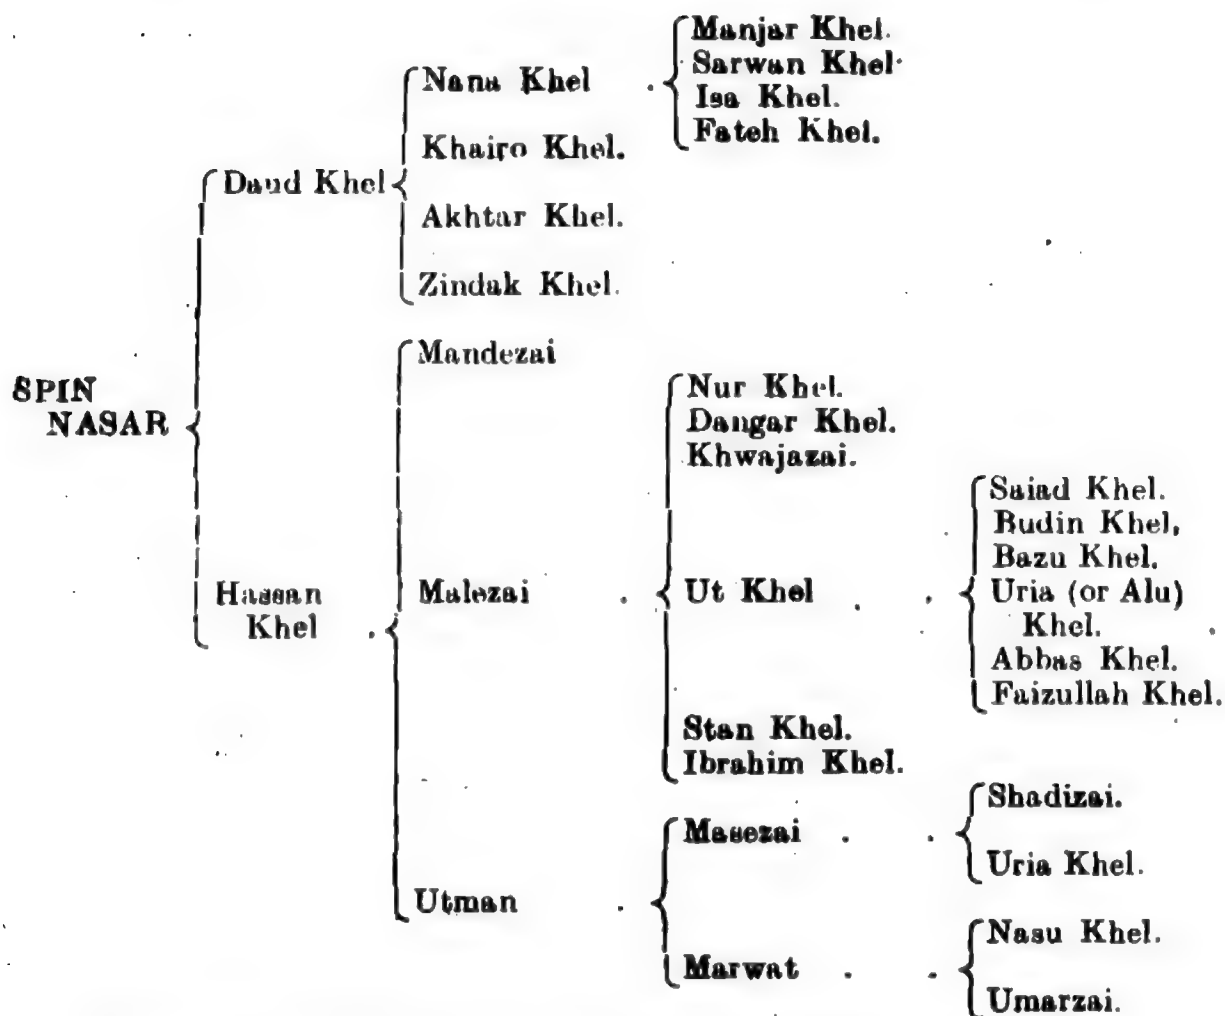 Manjar Khel.
Sarwan Khel.
Nana Khel
Isa Khel.
Fateh Khel.
Khairo Khel.
Daud Khel
Akhtar Khel.
Zindak Khel.
Mandezai
SPIN
NASAR
Nur Khel.
Dangar Khel.
Khwajazai.
Saiad Khel.
Budin Khel,
Bazu Khel.
Hassan
Khel
Malezai
Ut Khel
Uria (or Alu)
Khel.
Abbas Khel.
Faizullah Khel.
Stan Khel.
Ibrahim Khel.
Shadizai.
Masezai
Uria Khel.
Utman
Nasu Khel.
Marwat
Umarzai.